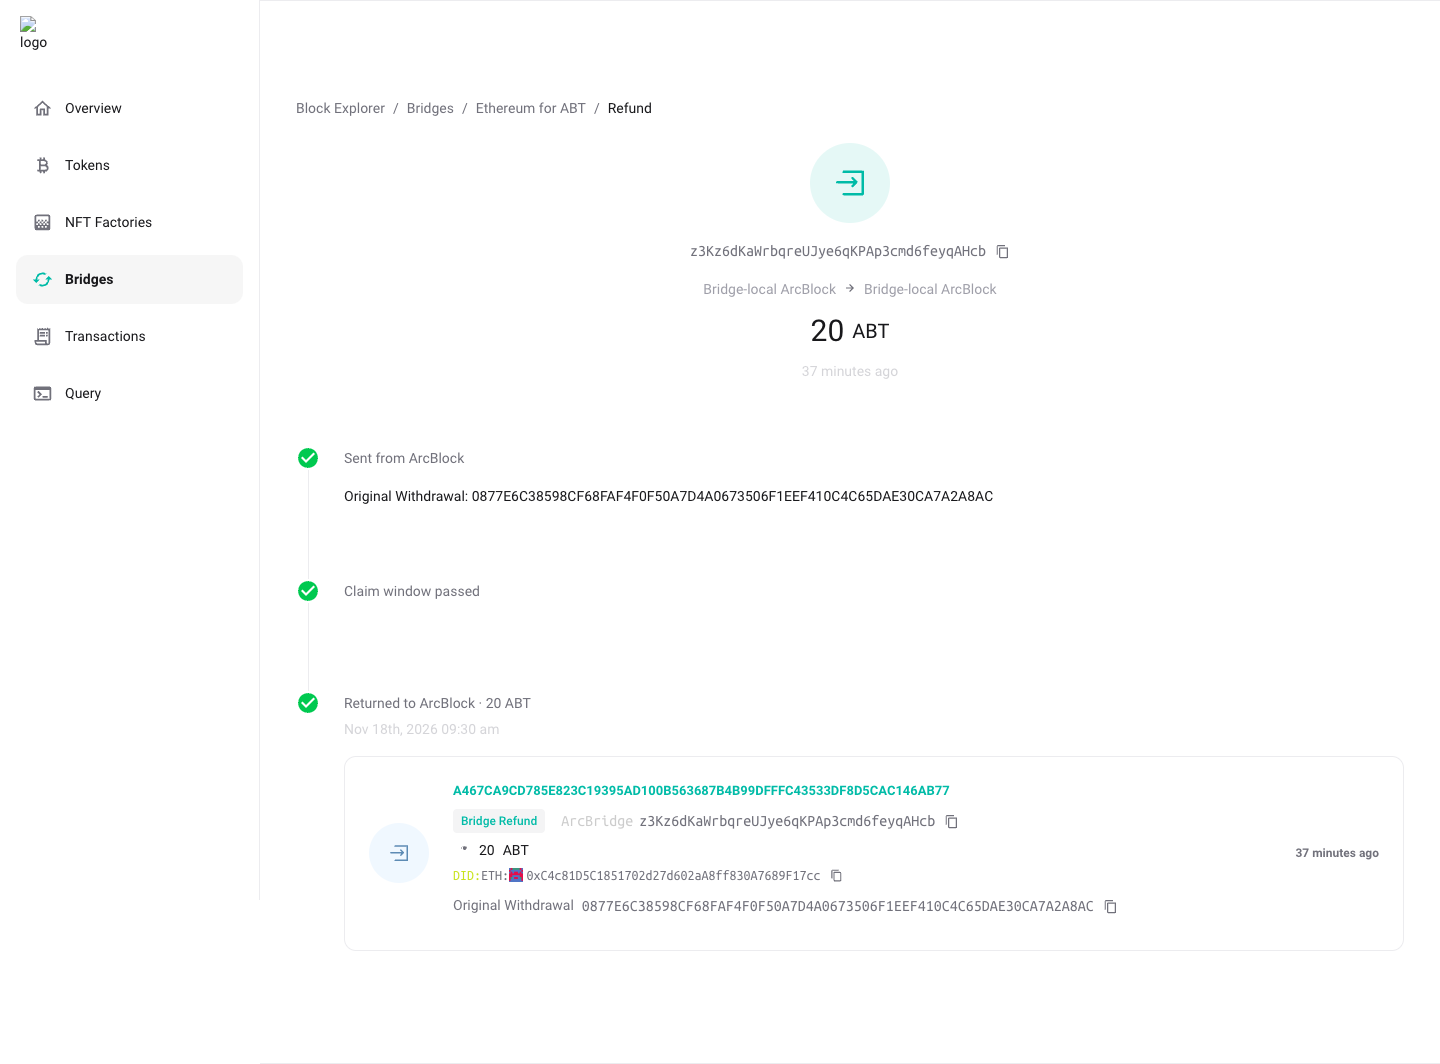 logo
Overview
Tokens
NFT Factories
Bridges
Transactions
Query
Block Explorer / Bridges / Ethereum for ABT / Refund
z3Kz6dKaWrbqreUJye6qKPAp3cmd6feyqAHcb
Bridge-local ArcBlock → Bridge-local ArcBlock
20 ABT
37 minutes ago
Sent from ArcBlock
Original Withdrawal: 0877E6C38598CF68FAF4F0F50A7D4A0673506F1EEF410C4C65DAE30CA7A2A8AC
Claim window passed
Returned to ArcBlock · 20 ABT
Nov 18th, 2026 09:30 am
A467CA9CD785E823C19395AD100B563687B4B99DFFFC43533DF8D5CAC146AB77
Bridge Refund ArcBridge z3Kz6dKaWrbqreUJye6qKPAp3cmd6feyqAHcb
20 ABT
37 minutes ago
DID:ETH:0xC4c81D5C1851702d27d602aA8ff830A7689F17cc
Original Withdrawal 0877E6C38598CF68FAF4F0F50A7D4A0673506F1EEF410C4C65DAE30CA7A2A8AC